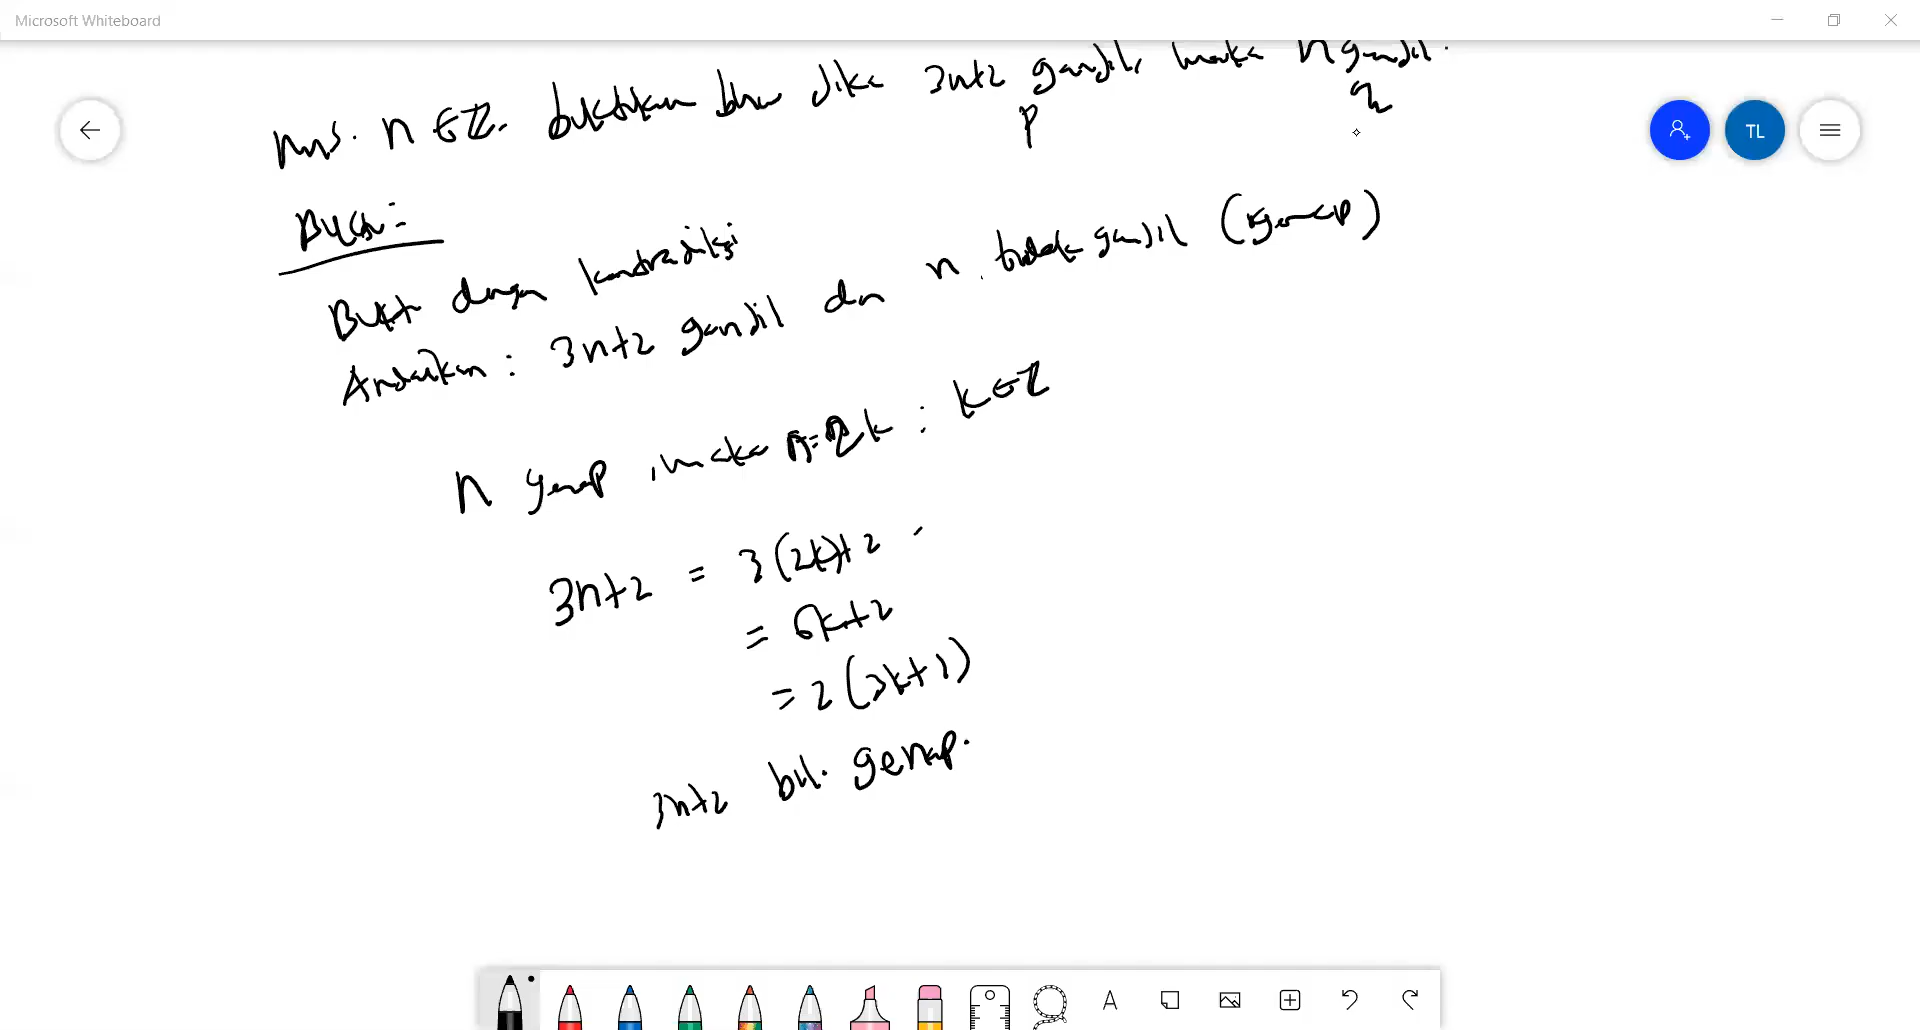 Microsoft Whiteboard
Mis. n ∈ Z. buktikan bhw jika 3n+2 ganjil, maka n ganjil.
p q
TL
Bukti:
Bukti dengan kontradiksi
Andaikan : 3n+2 ganjil dan n tidak ganjil (genap)
n genap, maka n=2k ; k ∈ Z
3n+2 = 3(2k)+2
= 6k+2
= 2(3k+1)
3n+2 bil. genap.